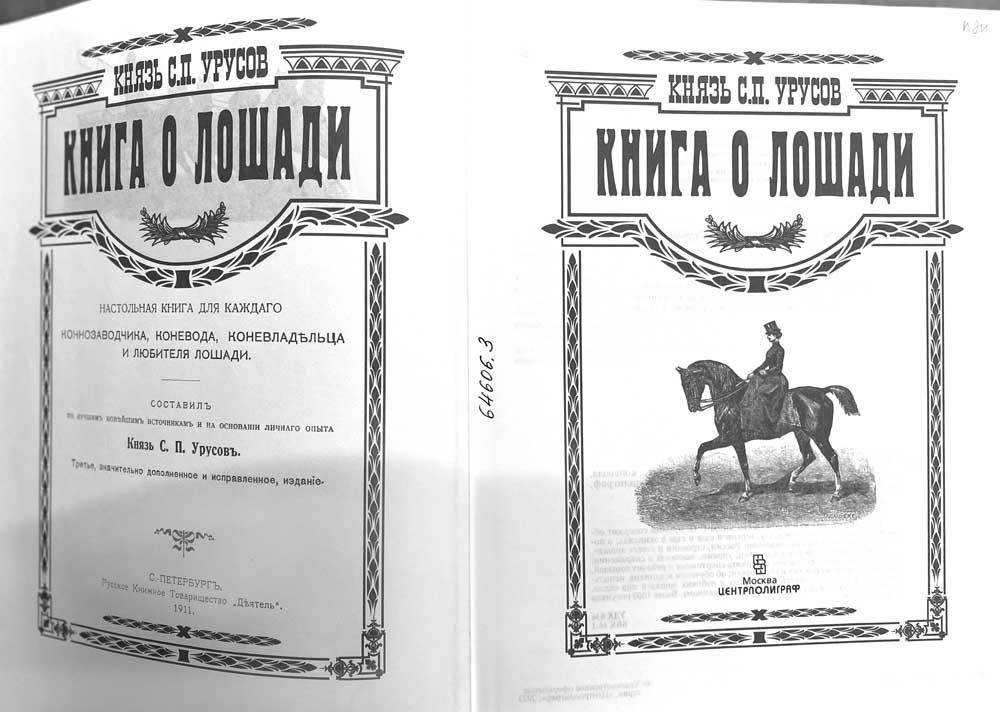 КНЯЗЬ С.П. УРУСОВ
КНИГА О ЛОШАДИ
НАСТОЛЬНАЯ КНИГА ДЛЯ КАЖДАГО
КОННОЗАВОДЧИКА, КОНЕВОДА, КОНЕВЛАДѢЛЬЦА
И ЛЮБИТЕЛЯ ЛОШАДИ.
СОСТАВИЛЪ
ПО ЛУЧШИМЪ НОВѢЙШИМЪ ИСТОЧНИКАМЪ И НА ОСНОВАНІИ ЛИЧНАГО ОПЫТА
Князь С. П. Урусовъ.
Третье, значительно дополненное и исправленное, изданіе.
С.-ПЕТЕРБУРГЪ.
Русское Книжное Товарищество „Дѣятель“.
1911.
64606.3
КНЯЗЬ С.П. УРУСОВ
КНИГА О ЛОШАДИ
Москва
ЦЕНТРПОЛИГРАФ